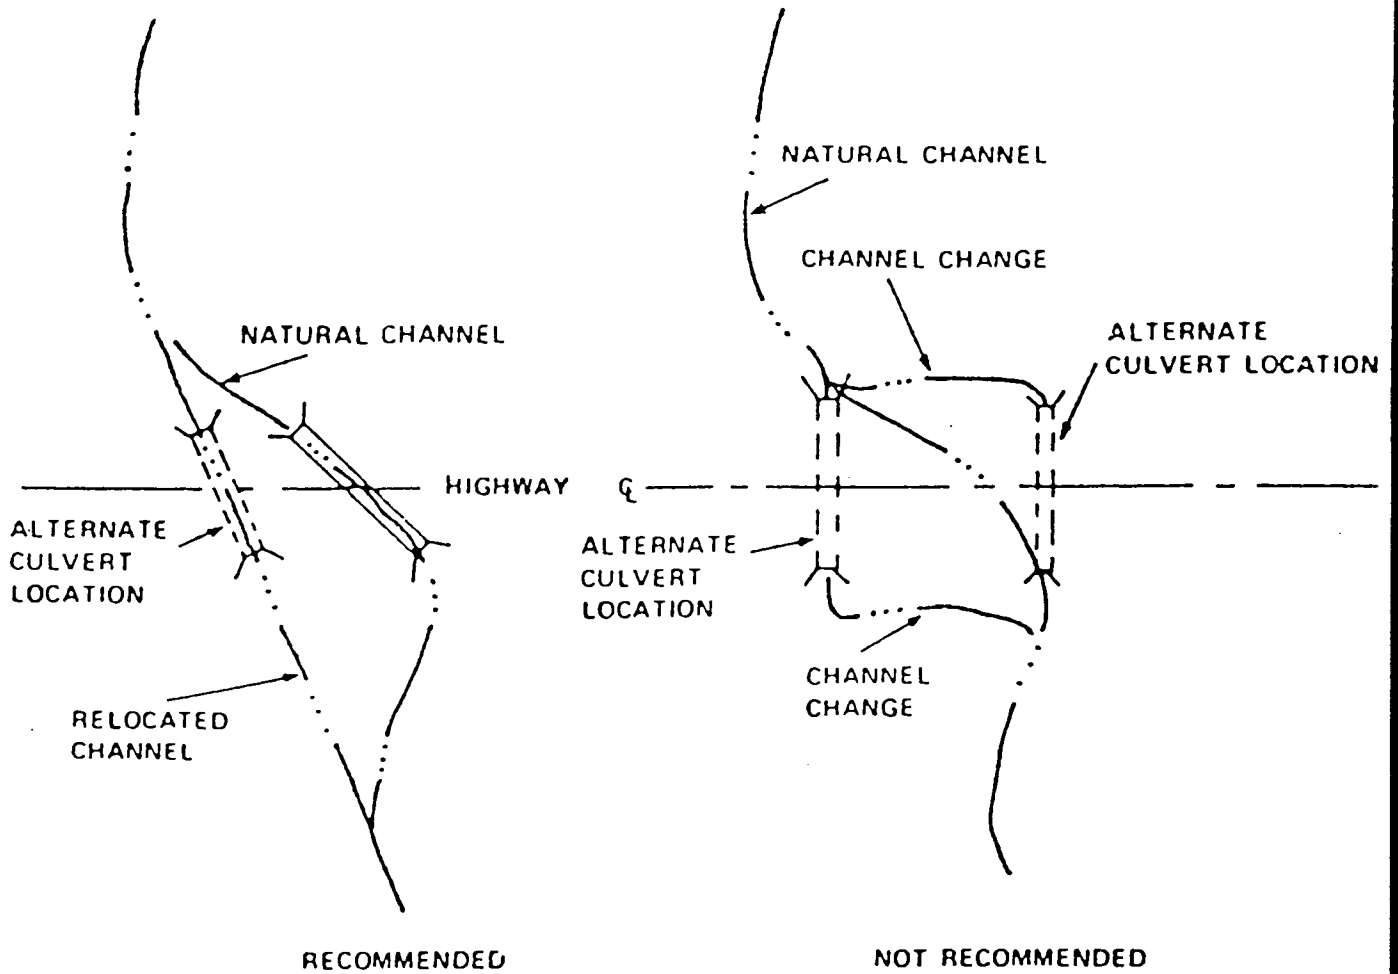 NATURAL CHANNEL
CHANNEL CHANGE
NATURAL CHANNEL
ALTERNATE
CULVERT LOCATION
HIGHWAY ℄
ALTERNATE
CULVERT
LOCATION
ALTERNATE
CULVERT
LOCATION
RELOCATED
CHANNEL
CHANNEL
CHANGE
RECOMMENDED
NOT RECOMMENDED